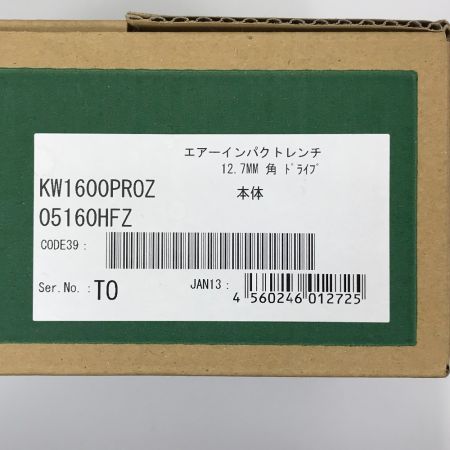 エアーインパクトレンチ
12.7MM 角 ﾄﾞﾗｲﾌﾞ
KW1600PROZ
本体
05160HFZ
CODE39 :
Ser.No. : TO
JAN13 :
4 560246 012725